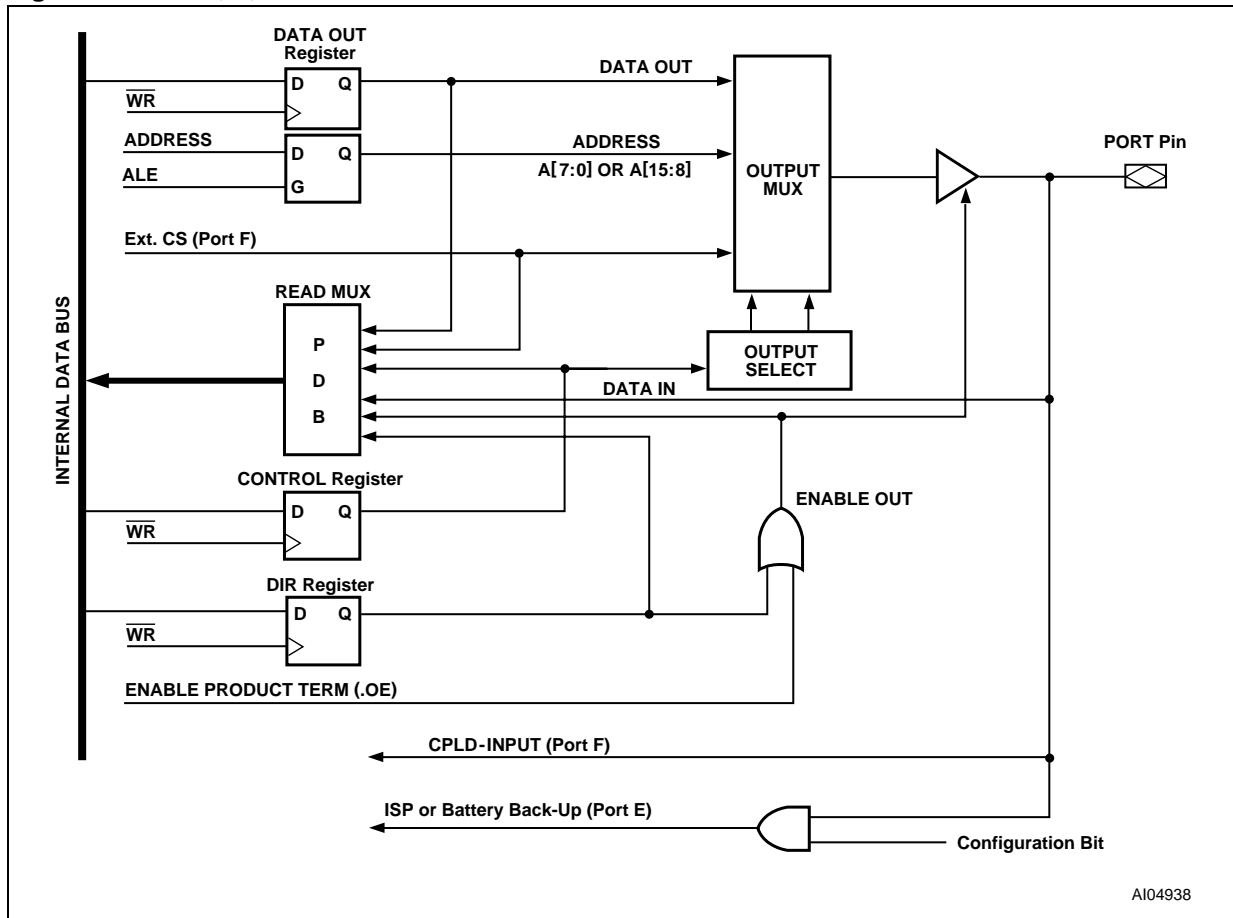 DATA OUT
Register
D Q
WR
ADDRESS
ALE
D Q
G
DATA OUT
ADDRESS
A[7:0] OR A[15:8]
OUTPUT
MUX
PORT Pin
Ext. CS (Port F)
READ MUX
P
D
B
OUTPUT
SELECT
DATA IN
INTERNAL DATA BUS
CONTROL Register
D Q
WR
ENABLE OUT
DIR Register
D Q
WR
ENABLE PRODUCT TERM (.OE)
CPLD-INPUT (Port F)
ISP or Battery Back-Up (Port E)
Configuration Bit
AI04938